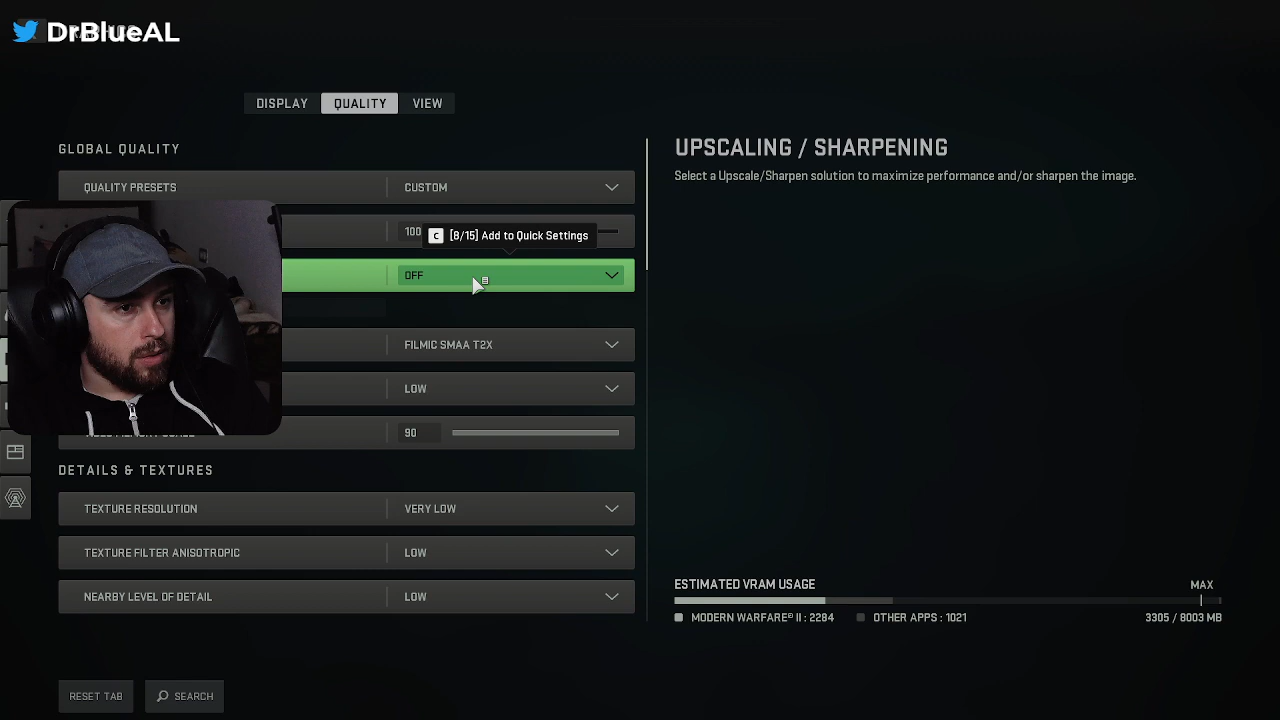 DrBlueAL
DISPLAY QUALITY VIEW
GLOBAL QUALITY
QUALITY PRESETS CUSTOM
100
C [8/15] Add to Quick Settings
OFF
FILMIC SMAA T2X
LOW
90
DETAILS & TEXTURES
TEXTURE RESOLUTION VERY LOW
TEXTURE FILTER ANISOTROPIC LOW
NEARBY LEVEL OF DETAIL LOW
RESET TAB SEARCH
UPSCALING / SHARPENING
Select a Upscale/Sharpen solution to maximize performance and/or sharpen the image.
ESTIMATED VRAM USAGE MAX
MODERN WARFARE® II : 2284 OTHER APPS : 1021 3305 / 8003 MB